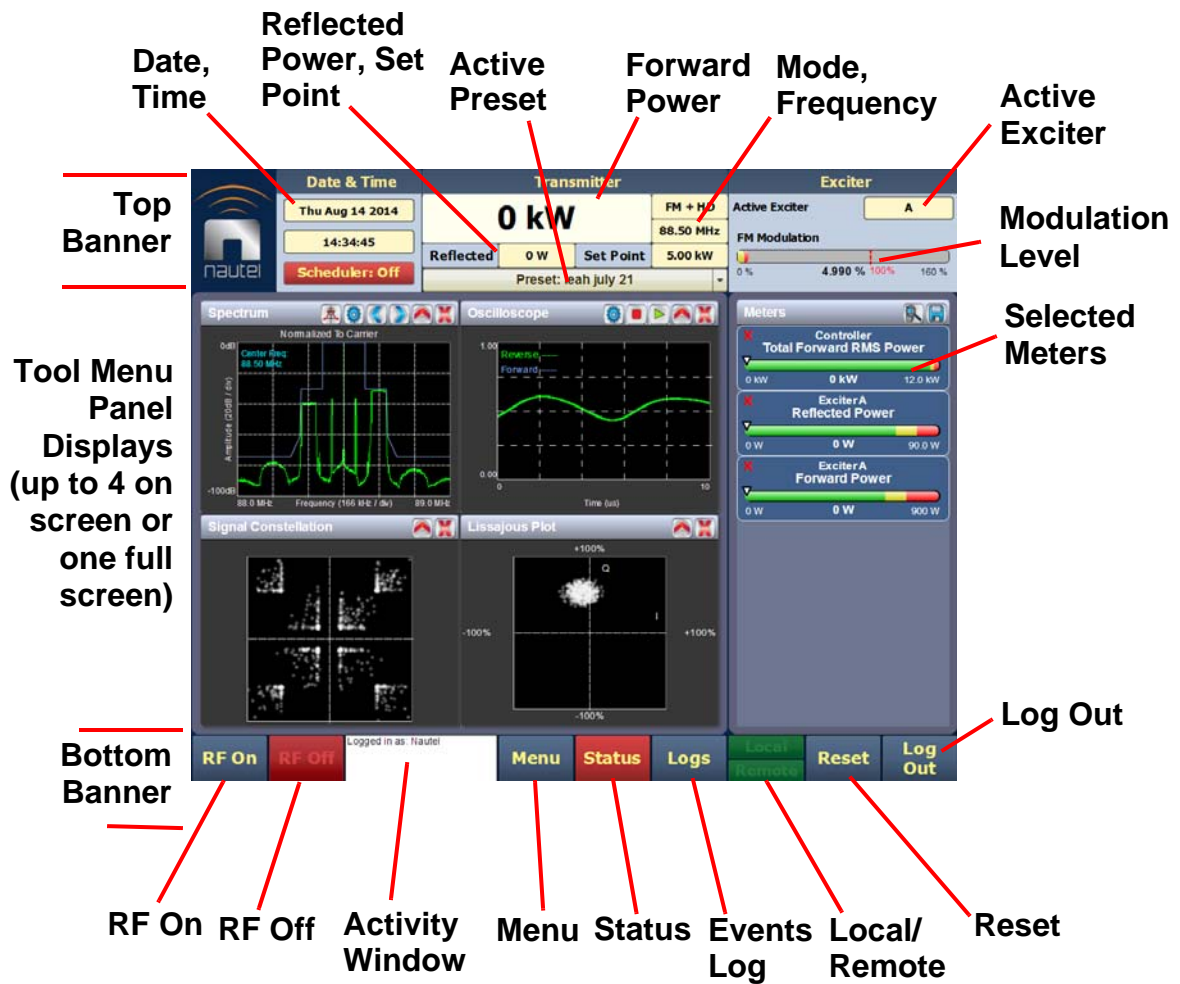 Date,
Time
Reflected
Power, Set
Point
Active
Preset
Forward
Power
Mode,
Frequency
Active
Exciter
Top
Banner
Modulation
Level
Selected
Meters
Tool Menu
Panel
Displays
(up to 4 on
screen or
one full
screen)
Log Out
Bottom
Banner
nautel
Date & Time
Thu Aug 14 2014
14:34:45
Scheduler: Off
Transmitter
0 kW
FM + HD
88.50 MHz
Reflected 0 W Set Point 5.00 kW
Preset: leah july 21
Exciter
Active Exciter A
FM Modulation
0 % 4.990 % 100% 160 %
Spectrum
Normalized To Carrier
0dB
Center Freq:
88.50 MHz
Amplitude (20dB / div)
-100dB
88.0 MHz Frequency (166 kHz / div) 89.0 MHz
Oscilloscope
1.00
Reverse
Forward
0.00
0 10
Time (us)
Signal Constellation
Lissajous Plot
+100%
Q
I
-100% +100%
-100%
Meters
Controller
Total Forward RMS Power
0 kW 0 kW 12.0 kW
Exciter A
Reflected Power
0 W 0 W 90.0 W
Exciter A
Forward Power
0 W 0 W 900 W
RF On
RF Off
Logged in as: Nautel
Menu
Status
Logs
Local
Remote
Reset
Log
Out
RF On
RF Off
Activity
Window
Menu
Status
Events
Log
Local/
Remote
Reset